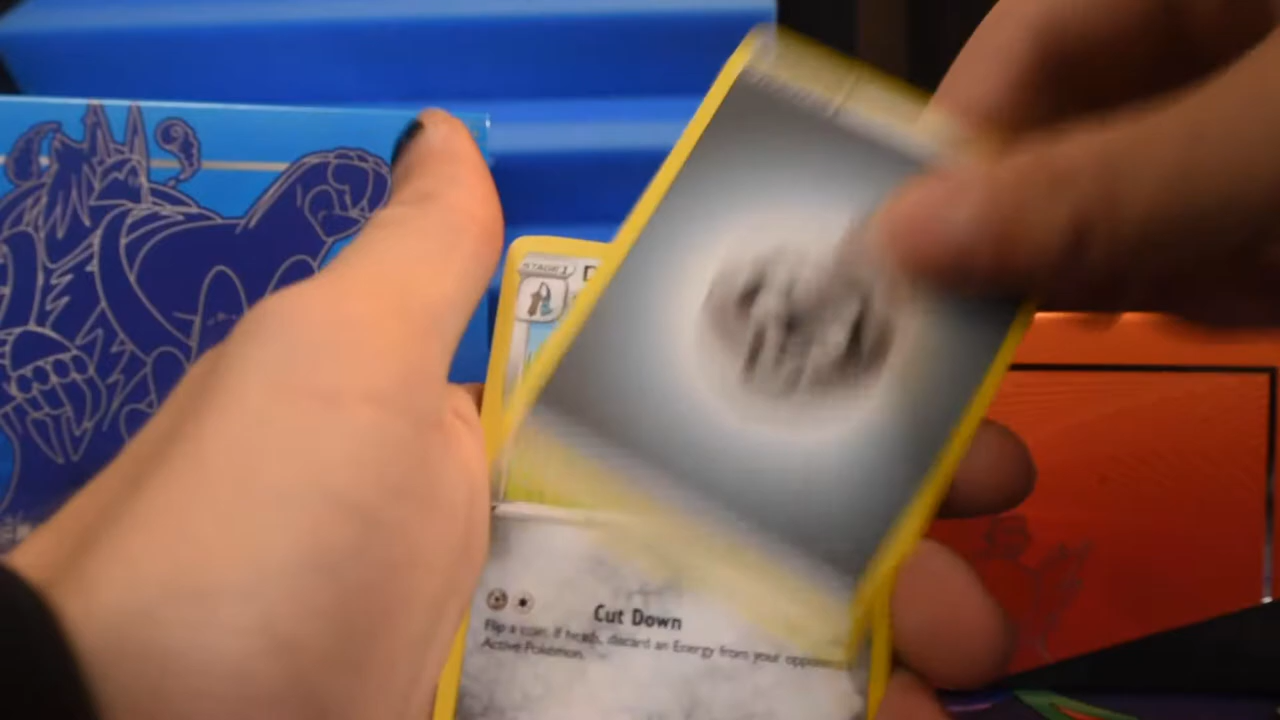 STAGE 1 D
Cut Down
Flip a coin. If heads, discard an Energy from your opponent
Active Pokémon.